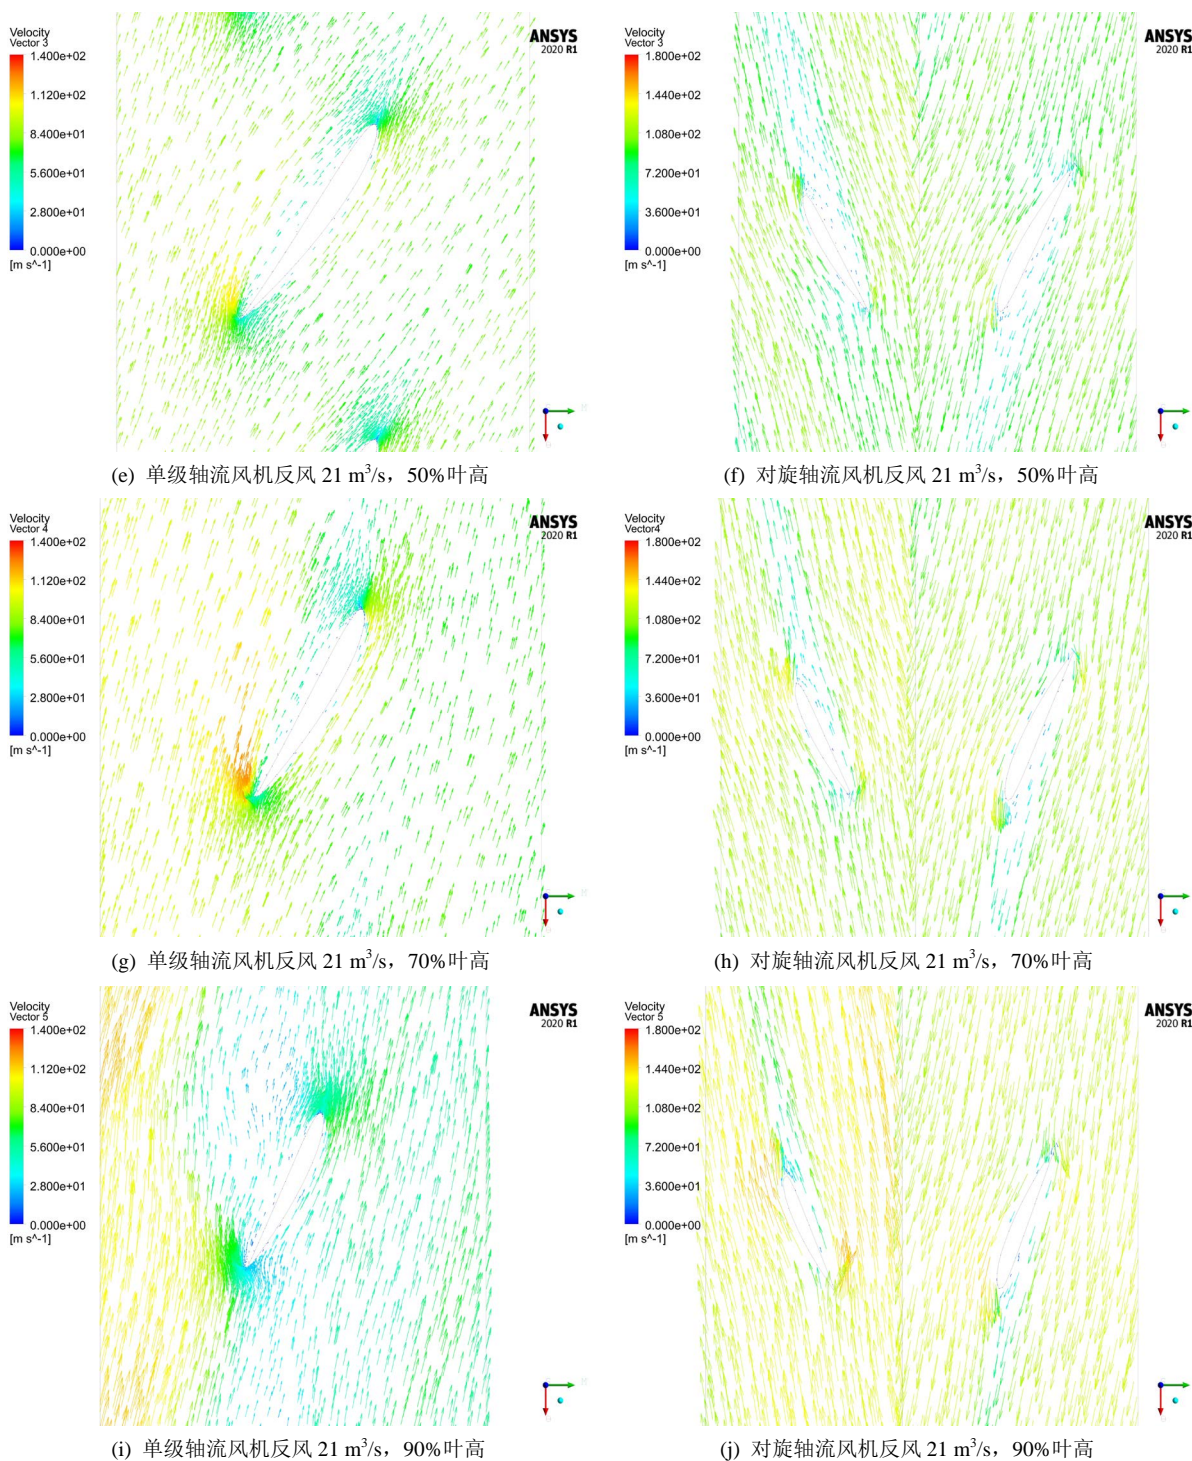 Velocity
Vector 3
1.400e+02
1.120e+02
8.400e+01
5.600e+01
2.800e+01
0.000e+00
[m s^-1]
ANSYS
2020 R1
Velocity
Vector 3
1.800e+02
1.440e+02
1.080e+02
7.200e+01
3.600e+01
0.000e+00
[m s^-1]
ANSYS
2020 R1
(e) 单级轴流风机反风 21 m³/s，50%叶高
(f) 对旋轴流风机反风 21 m³/s，50%叶高
Velocity
Vector 4
1.400e+02
1.120e+02
8.400e+01
5.600e+01
2.800e+01
0.000e+00
[m s^-1]
ANSYS
2020 R1
Velocity
Vector4
1.800e+02
1.440e+02
1.080e+02
7.200e+01
3.600e+01
0.000e+00
[m s^-1]
ANSYS
2020 R1
(g) 单级轴流风机反风 21 m³/s，70%叶高
(h) 对旋轴流风机反风 21 m³/s，70%叶高
Velocity
Vector 5
1.400e+02
1.120e+02
8.400e+01
5.600e+01
2.800e+01
0.000e+00
[m s^-1]
ANSYS
2020 R1
Velocity
Vector 5
1.800e+02
1.440e+02
1.080e+02
7.200e+01
3.600e+01
0.000e+00
[m s^-1]
ANSYS
2020 R1
(i) 单级轴流风机反风 21 m³/s，90%叶高
(j) 对旋轴流风机反风 21 m³/s，90%叶高